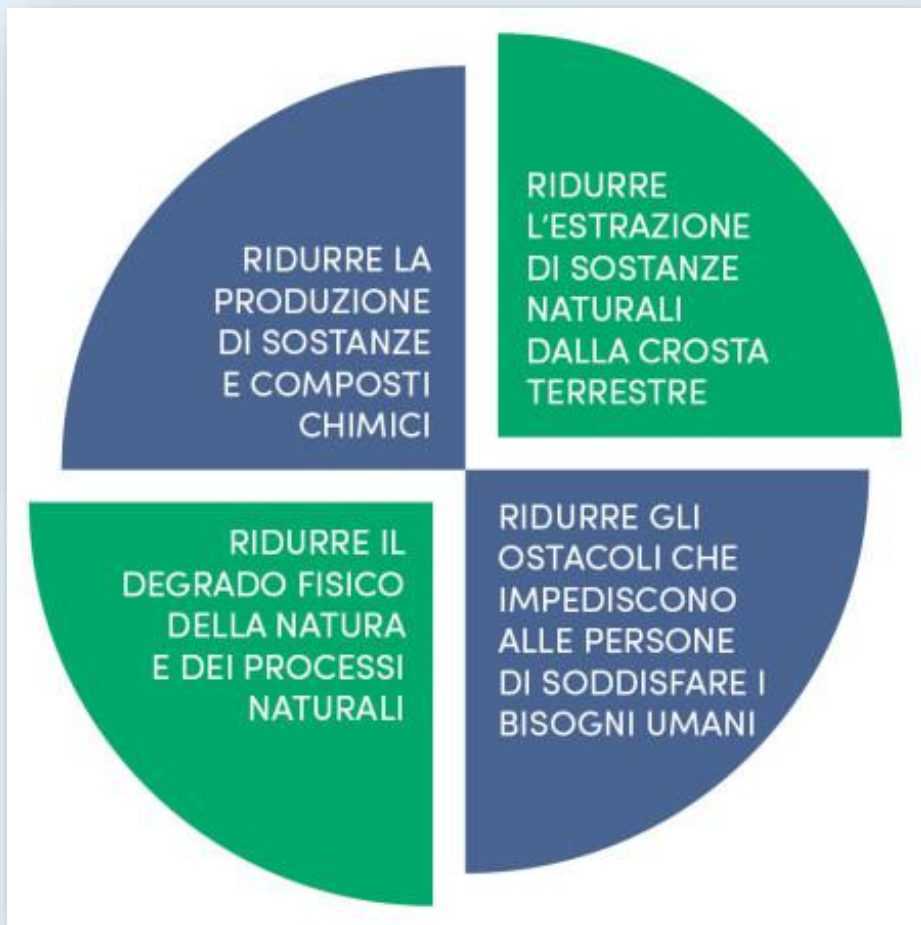 RIDURRE LA
PRODUZIONE
DI SOSTANZE
E COMPOSTI
CHIMICI
RIDURRE
L'ESTRAZIONE
DI SOSTANZE
NATURALI
DALLA CROSTA
TERRESTRE
RIDURRE IL
DEGRADO FISICO
DELLA NATURA
E DEI PROCESSI
NATURALI
RIDURRE GLI
OSTACOLI CHE
IMPEDISCONO
ALLE PERSONE
DI SODDISFARE I
BISOGNI UMANI